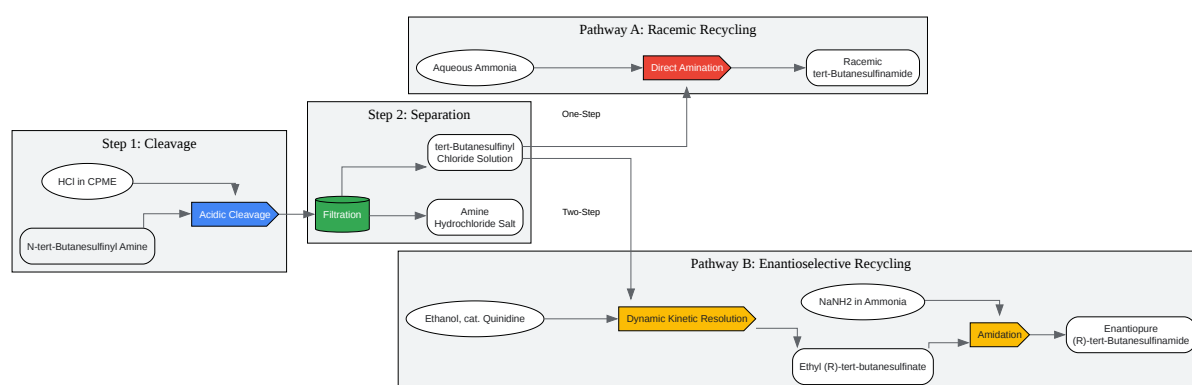 Pathway A: Racemic Recycling
Aqueous Ammonia
Direct Amination
Racemic
tert-Butanesulfinamide
Step 2: Separation
One-Step
Step 1: Cleavage
tert-Butanesulfinyl
Chloride Solution
HCl in CPME
Acidic Cleavage
Filtration
Amine
Hydrochloride Salt
Two-Step
N-tert-Butanesulfinyl Amine
Pathway B: Enantioselective Recycling
NaNH2 in Ammonia
Ethanol, cat. Quinidine
Dynamic Kinetic Resolution
Amidation
Enantiopure
(R)-tert-Butanesulfinamide
Ethyl (R)-tert-butanesulfinate